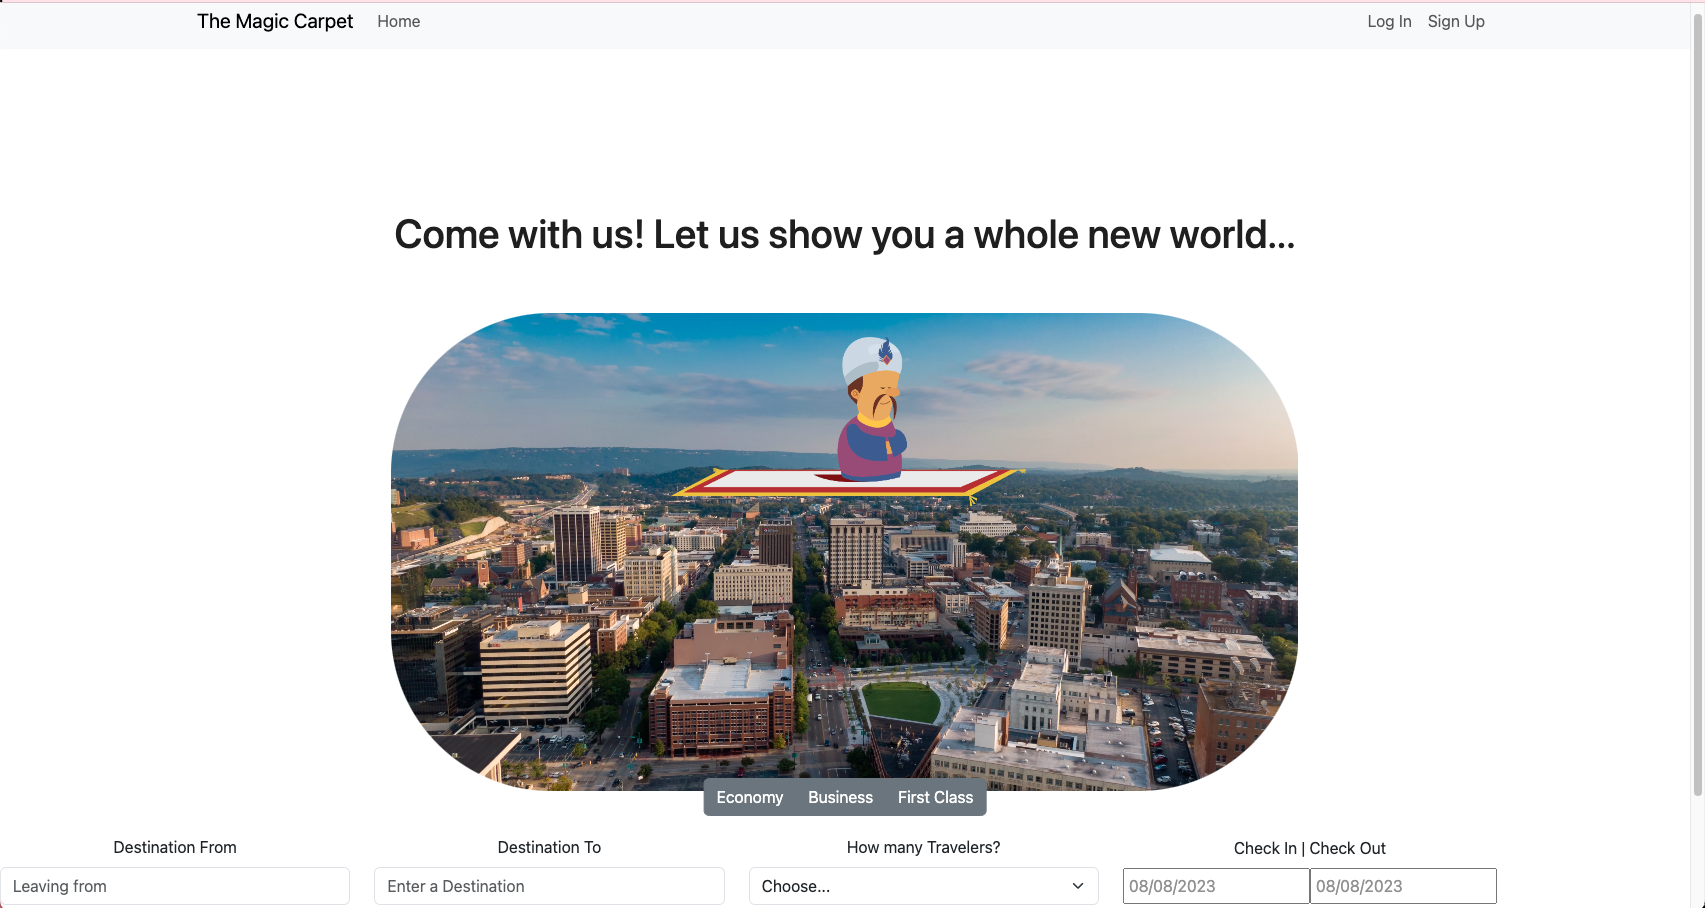 The Magic Carpet Home Log In Sign Up
Come with us! Let us show you a whole new world...
Economy Business First Class
Destination From Destination To How many Travelers? Check In | Check Out
Leaving from Enter a Destination Choose... 08/08/2023 08/08/2023